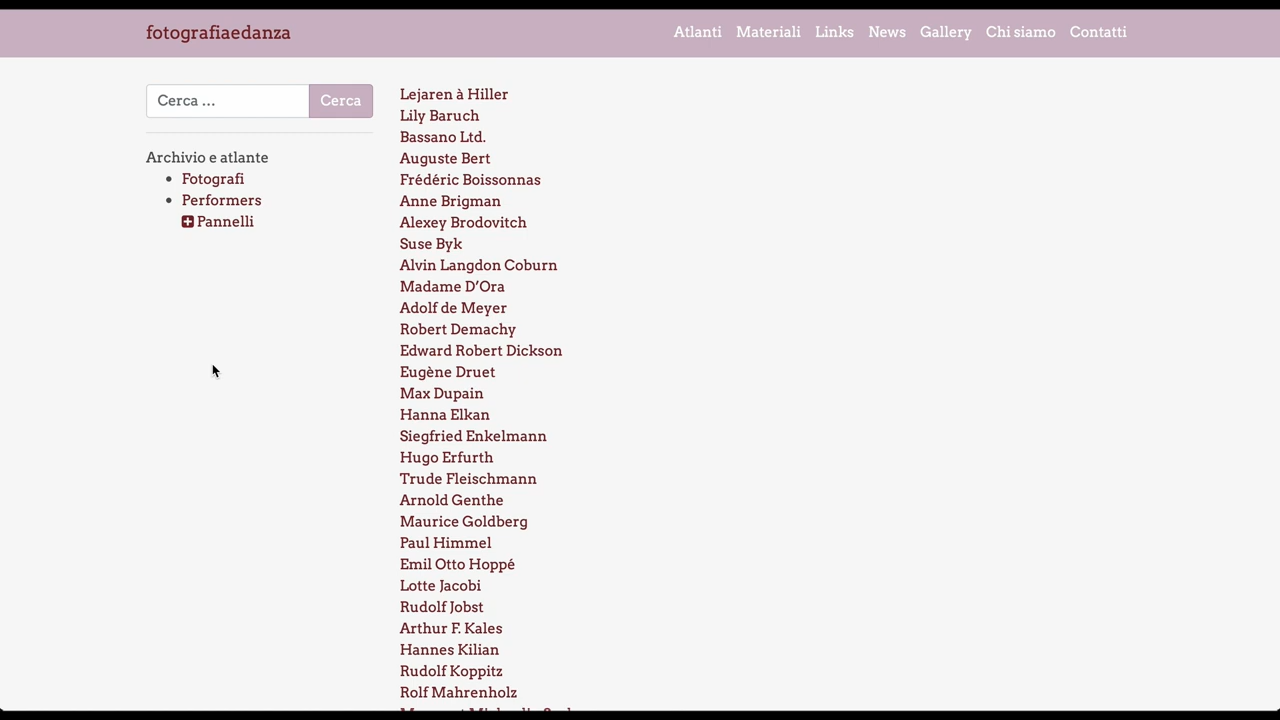 fotografiaedanza
Atlanti Materiali Links News Gallery Chi siamo Contatti
Cerca … Cerca
Archivio e atlante
Fotografi
Performers
Pannelli
Lejaren à Hiller
Lily Baruch
Bassano Ltd.
Auguste Bert
Frédéric Boissonnas
Anne Brigman
Alexey Brodovitch
Suse Byk
Alvin Langdon Coburn
Madame D’Ora
Adolf de Meyer
Robert Demachy
Edward Robert Dickson
Eugène Druet
Max Dupain
Hanna Elkan
Siegfried Enkelmann
Hugo Erfurth
Trude Fleischmann
Arnold Genthe
Maurice Goldberg
Paul Himmel
Emil Otto Hoppé
Lotte Jacobi
Rudolf Jobst
Arthur F. Kales
Hannes Kilian
Rudolf Koppitz
Rolf Mahrenholz